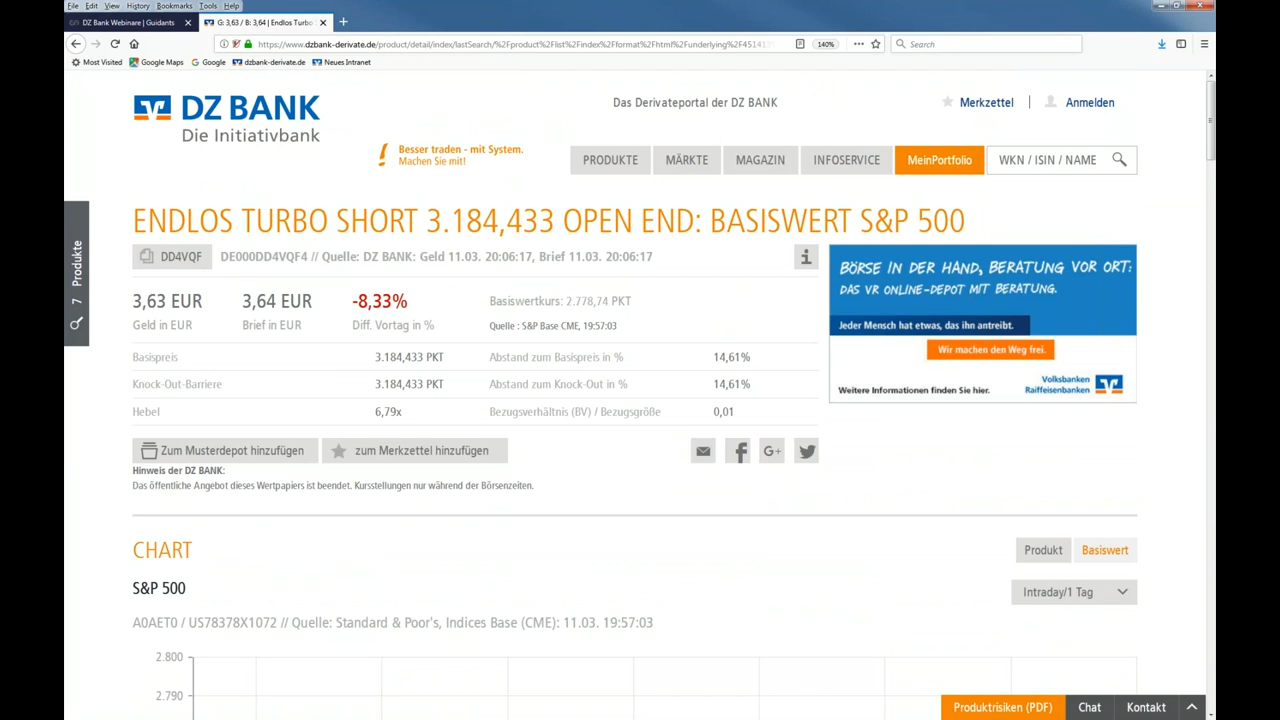 File Edit View History Bookmarks Tools Help
DZ Bank Webinare | Guidants
G: 3,63 / B: 3,64 | Endlos Turbo
https://www.dzbank-derivate.de/product/detail/index/lastSearch/%2Fproduct%2Flist%2Findex%2Fformat%2Fhtml%2Funderlying%2F45141
140%
Search
Most Visited
Google Maps
Google
dzbank-derivate.de
Neues Intranet
DZ BANK
Die Initiativbank
Das Derivateportal der DZ BANK
Merkzettel
Anmelden
Besser traden - mit System.
Machen Sie mit!
PRODUKTE
MÄRKTE
MAGAZIN
INFOSERVICE
MeinPortfolio
WKN / ISIN / NAME
7 Produkte
ENDLOS TURBO SHORT 3.184,433 OPEN END: BASISWERT S&P 500
DD4VQF
DE000DD4VQF4 // Quelle: DZ BANK: Geld 11.03. 20:06:17, Brief 11.03. 20:06:17
i
3,63 EUR 3,64 EUR -8,33% Basiswertkurs: 2.778,74 PKT
Geld in EUR Brief in EUR Diff. Vortag in % Quelle : S&P Base CME, 19:57:03
Basispreis 3.184,433 PKT Abstand zum Basispreis in % 14,61%
Knock-Out-Barriere 3.184,433 PKT Abstand zum Knock-Out in % 14,61%
Hebel 6,79x Bezugsverhältnis (BV) / Bezugsgröße 0,01
BÖRSE IN DER HAND, BERATUNG VOR ORT:
DAS VR ONLINE-DEPOT MIT BERATUNG.
Jeder Mensch hat etwas, das ihn antreibt.
Wir machen den Weg frei.
Weitere Informationen finden Sie hier.
Volksbanken
Raiffeisenbanken
Zum Musterdepot hinzufügen
zum Merkzettel hinzufügen
G+
Hinweis der DZ BANK:
Das öffentliche Angebot dieses Wertpapiers ist beendet. Kursstellungen nur während der Börsenzeiten.
CHART
Produkt
Basiswert
S&P 500
Intraday/1 Tag
A0AET0 / US78378X1072 // Quelle: Standard & Poor's, Indices Base (CME): 11.03. 19:57:03
2.800
2.790
Produktrisiken (PDF)
Chat
Kontakt